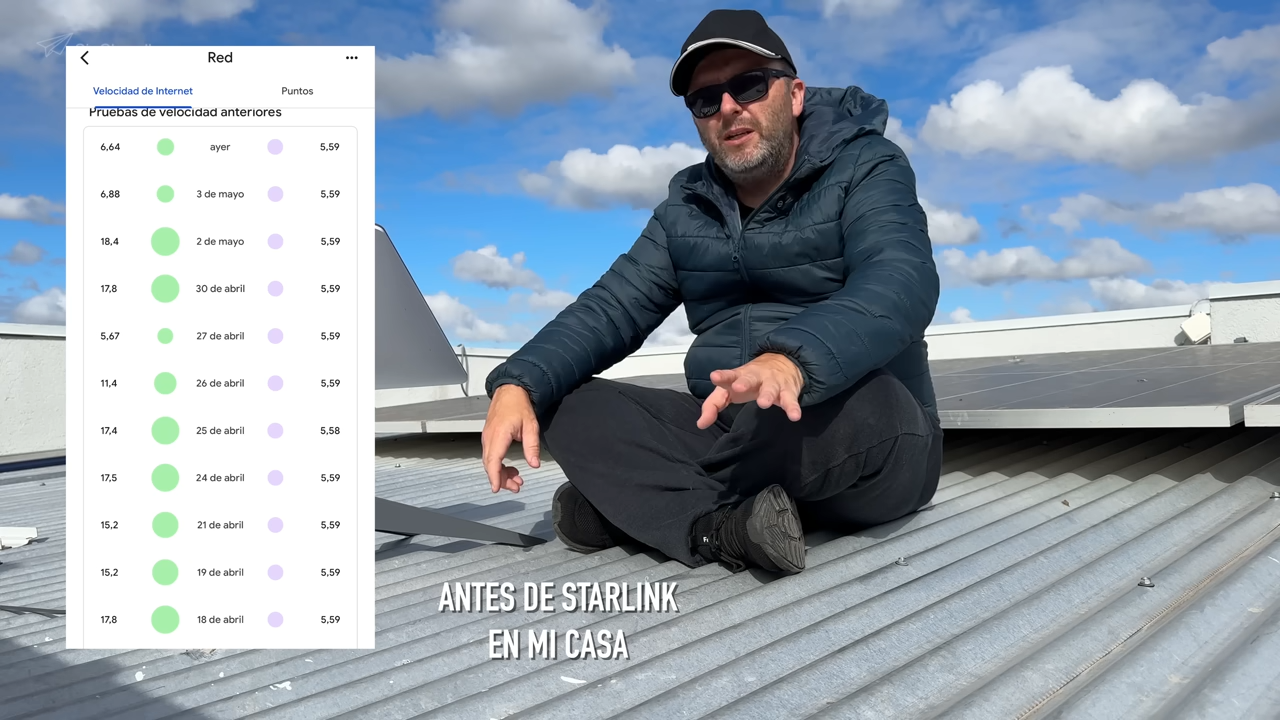 Red
Velocidad de Internet Puntos
Pruebas de velocidad anteriores
6,64 ayer 5,59
6,88 3 de mayo 5,59
18,4 2 de mayo 5,59
17,8 30 de abril 5,59
5,67 27 de abril 5,59
11,4 26 de abril 5,59
17,4 25 de abril 5,58
17,5 24 de abril 5,59
15,2 21 de abril 5,59
15,2 19 de abril 5,59
17,8 18 de abril 5,59
ANTES DE STARLINK
EN MI CASA